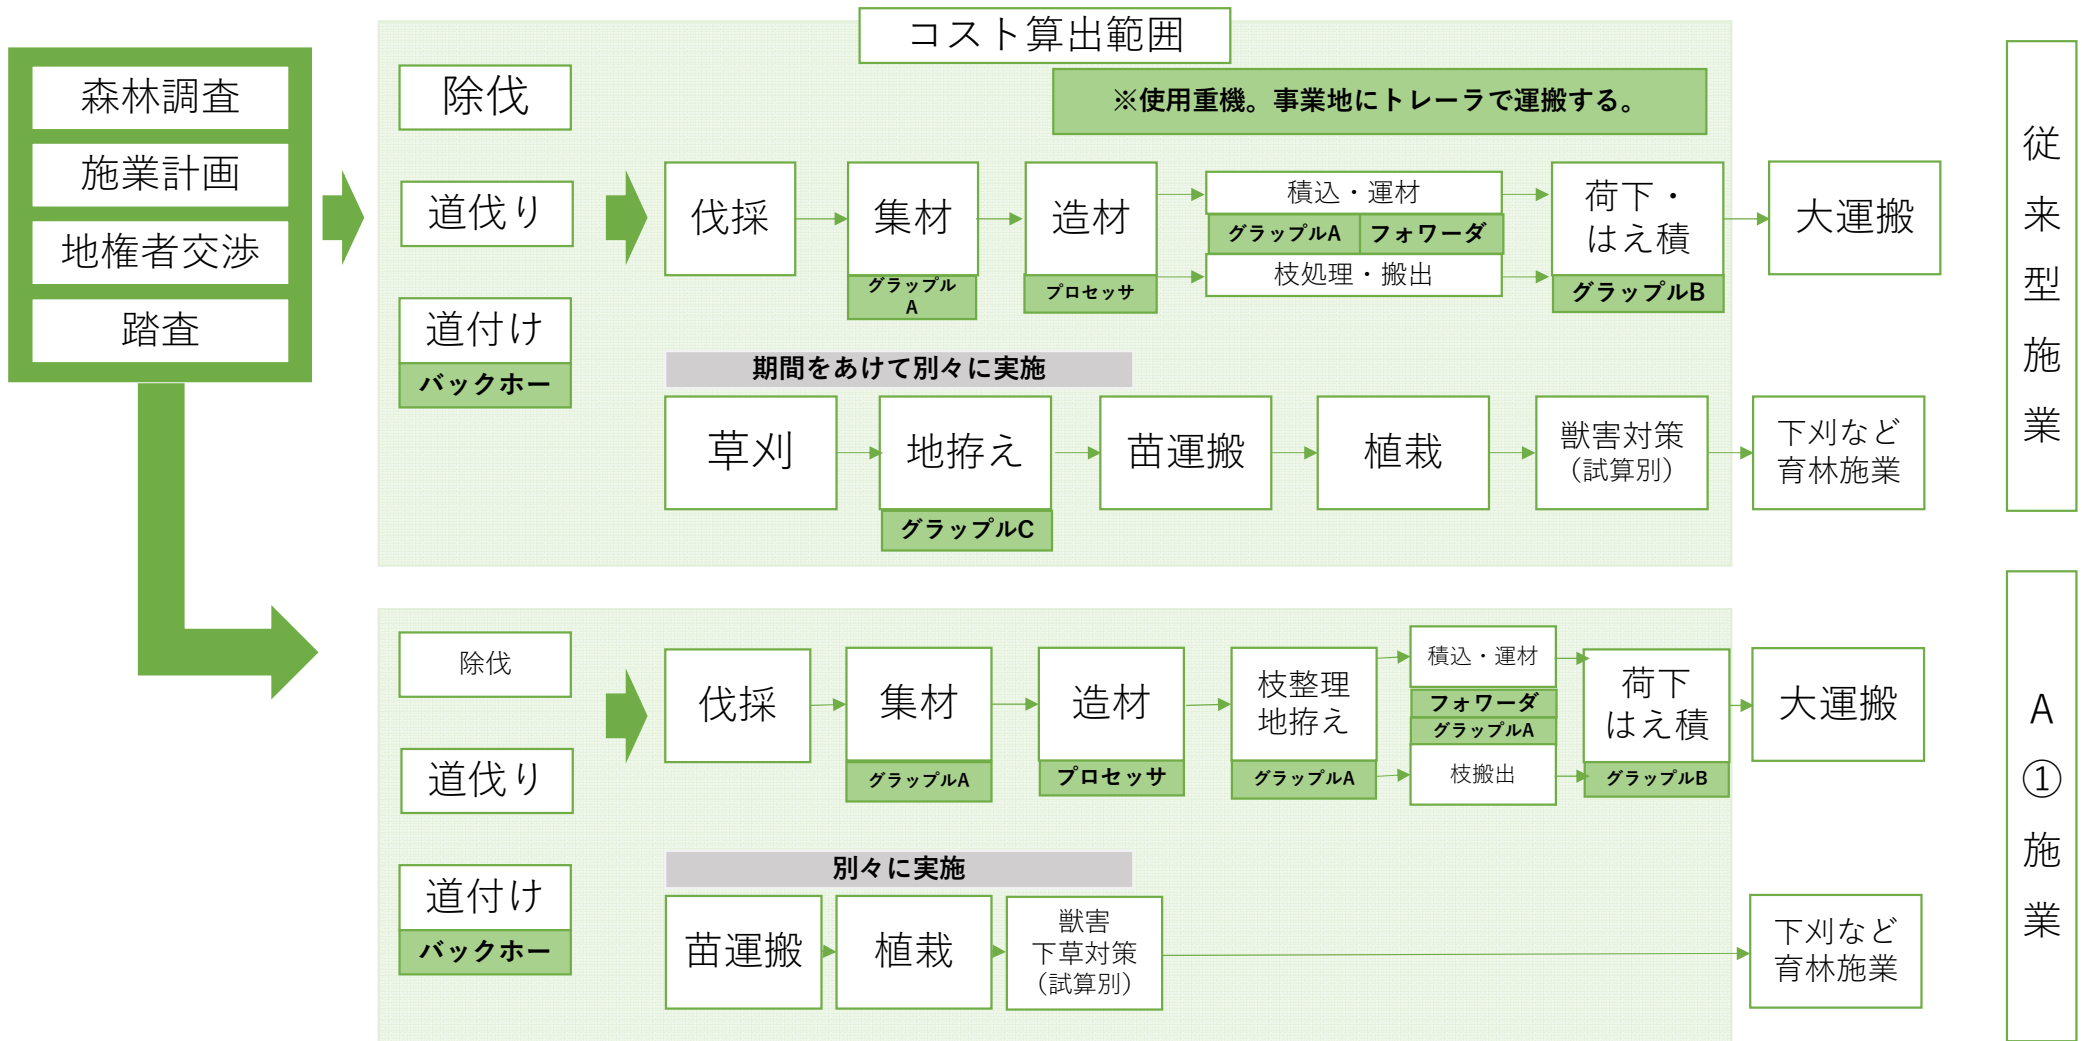 コスト算出範囲
森林調査
施業計画
地権者交渉
踏査
除伐
※使用重機。事業地にトレーラで運搬する。
道伐り
道付け
バックホー
伐採
集材
グラップル
A
造材
プロセッサ
積込・運材
グラップルA
フォワーダ
枝処理・搬出
荷下・
はえ積
グラップルB
大運搬
期間をあけて別々に実施
草刈
地拵え
グラップルC
苗運搬
植栽
獣害対策
（試算別）
下刈など
育林施業
従来型施業
除伐
道伐り
道付け
バックホー
伐採
集材
グラップルA
造材
プロセッサ
枝整理
地拵え
グラップルA
積込・運材
フォワーダ
グラップルA
枝搬出
荷下
はえ積
グラップルB
大運搬
別々に実施
苗運搬
植栽
獣害
下草対策
（試算別）
下刈など
育林施業
A①施業